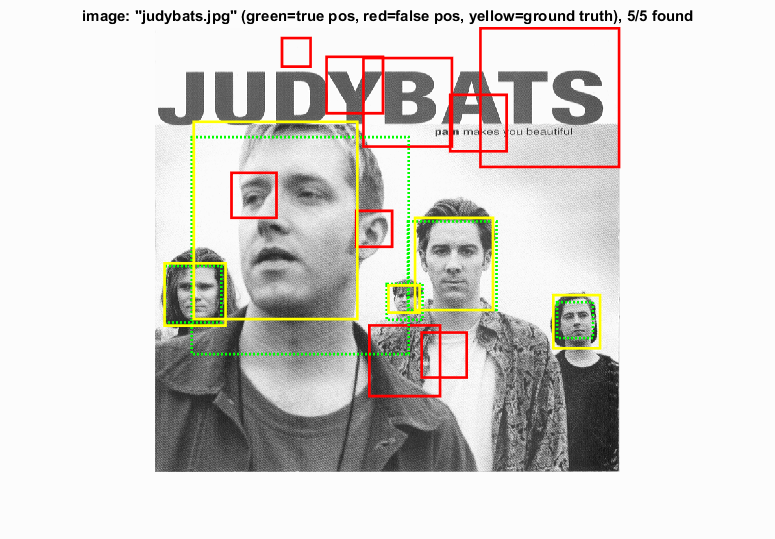 image: "judybats.jpg" (green=true pos, red=false pos, yellow=ground truth), 5/5 found
JUDYBATS
pain makes you beautiful